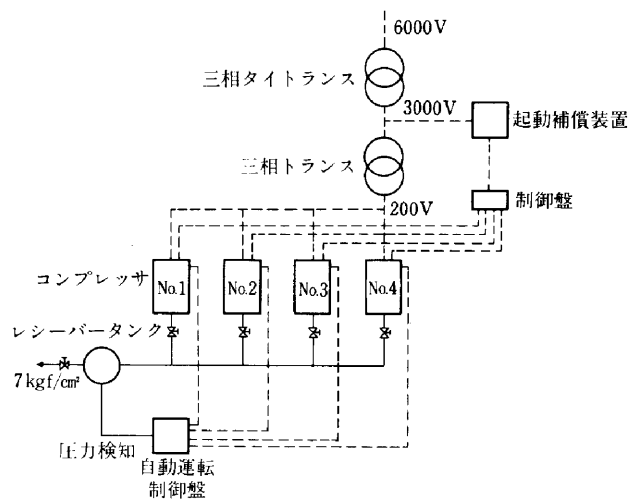 6000V
三相タイトランス
3000V
起動補償装置
三相トランス
制御盤
200V
コンプレッサ
No.1
No.2
No.3
No.4
レシーバータンク
7kgf/c㎡
圧力検知
自動運転
制御盤